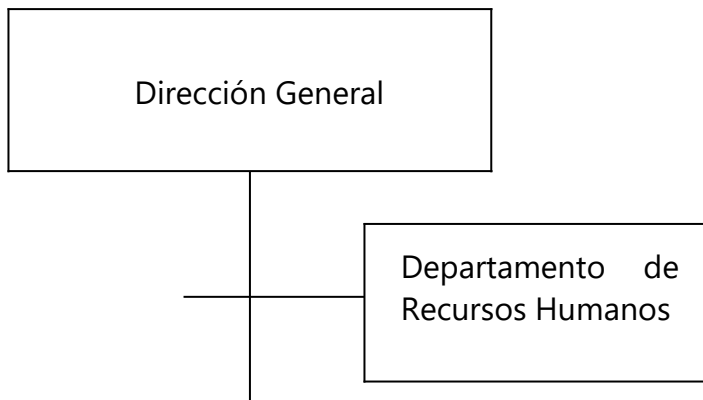 Dirección General
Departamento de
Recursos Humanos